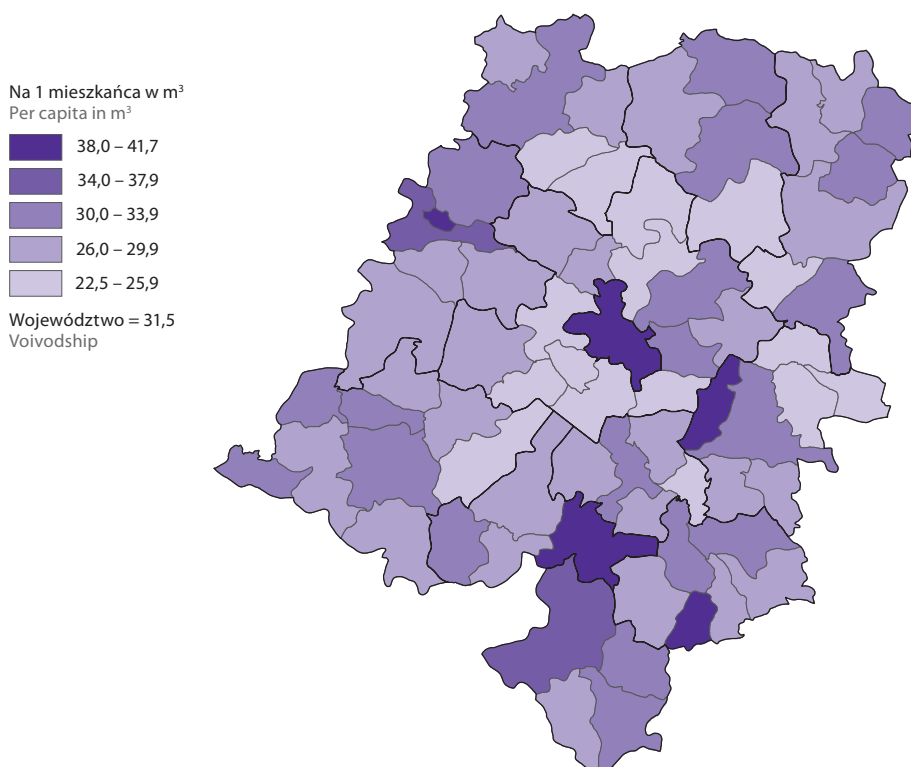 Na 1 mieszkańca w m³
Per capita in m³
38,0 – 41,7
34,0 – 37,9
30,0 – 33,9
26,0 – 29,9
22,5 – 25,9
Województwo = 31,5
Voivodship